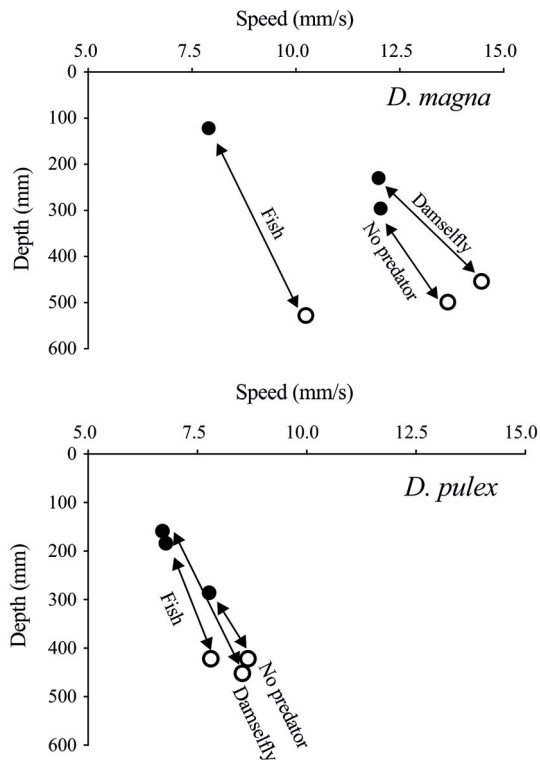 Speed (mm/s)
5.0 7.5 10.0 12.5 15.0
D. magna
Depth (mm)
0
100
200
300
400
500
600
Fish
Damselfly
No predator
Speed (mm/s)
5.0 7.5 10.0 12.5 15.0
D. pulex
Depth (mm)
0
100
200
300
400
500
600
Fish
No predator
Damselfly